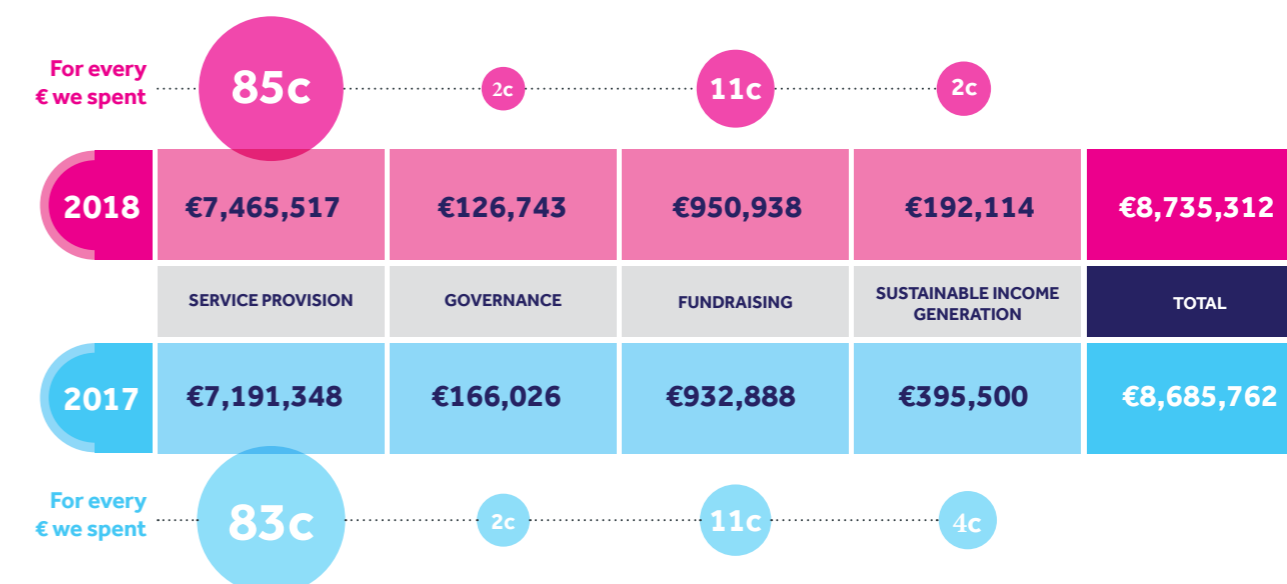 For every
€ we spent
85c
2c
11c
2c
2018
€7,465,517
€126,743
€950,938
€192,114
€8,735,312
SERVICE PROVISION
GOVERNANCE
FUNDRAISING
SUSTAINABLE INCOME
GENERATION
TOTAL
2017
€7,191,348
€166,026
€932,888
€395,500
€8,685,762
For every
€ we spent
83c
2c
11c
4c